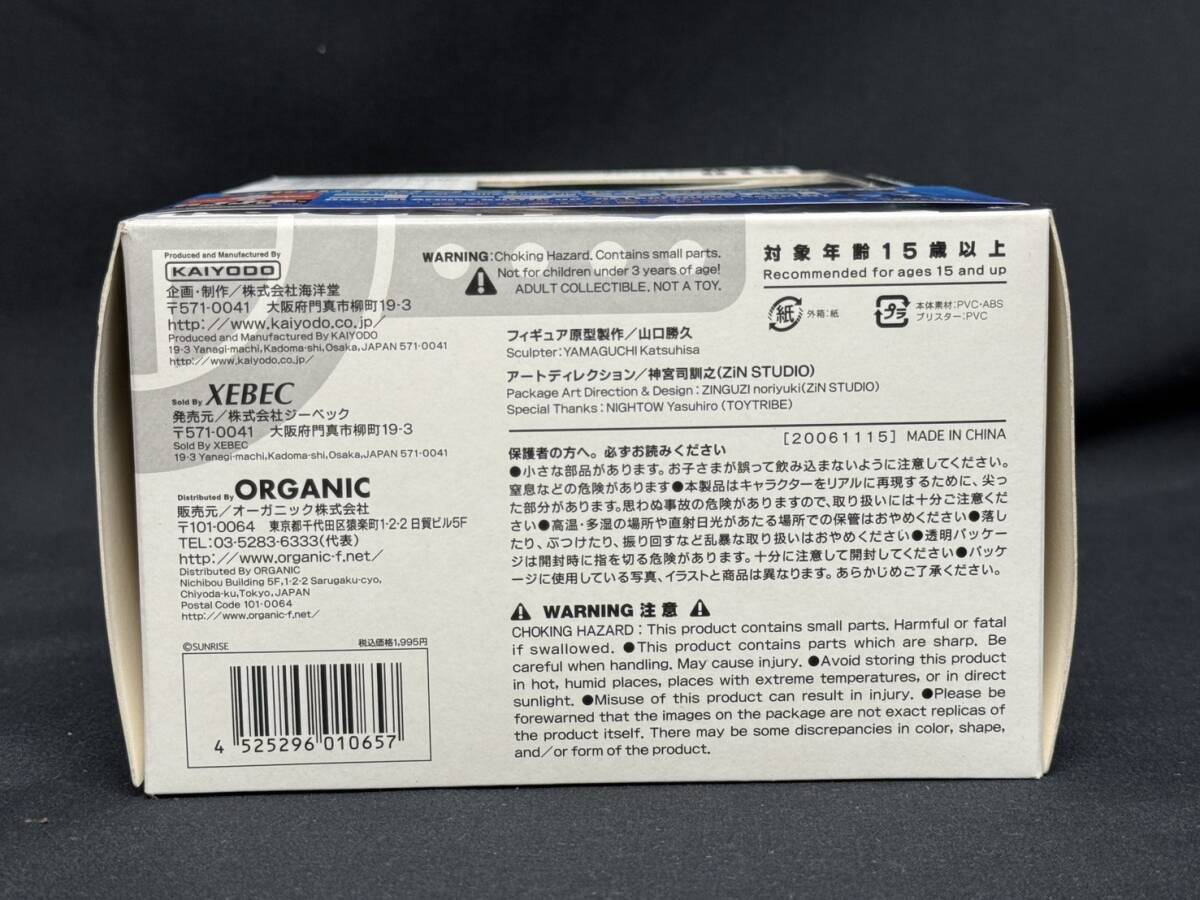 Produced and Manufactured By
KAIYODO
企画・制作／株式会社海洋堂
〒571-0041 大阪府門真市柳町19-3
http://www.kaiyodo.co.jp/
Produced and Manufactured By KAIYODO
19-3 Yanagi-machi, Kadoma-shi, Osaka, JAPAN 571-0041
http://www.kaiyodo.co.jp/
Sold By XEBEC
発売元／株式会社ジーベック
〒571-0041 大阪府門真市柳町19-3
Sold By XEBEC
19-3 Yanagi-machi, Kadoma-shi, Osaka, JAPAN 571-0041
Distributed By ORGANIC
販売元／オーガニック株式会社
〒101-0064 東京都千代田区猿楽町1-2-2 日貿ビル5F
TEL:03-5283-6333(代表)
http://www.organic-f.net/
Distributed By ORGANIC
Nichibou Building 5F,1-2-2 Sarugaku-cyo,
Chiyoda-ku,Tokyo,JAPAN
Postal Code 101-0064
http://www.organic-f.net/
©SUNRISE 税込価格1,995円
4 525296 010657
WARNING:Choking Hazard. Contains small parts.
Not for children under 3 years of age!
ADULT COLLECTIBLE, NOT A TOY.
対象年齢15歳以上
Recommended for ages 15 and up
紙 外箱:紙
プラ 本体素材:PVC・ABS
ブリスター:PVC
フィギュア原型製作／山口勝久
Sculpter:YAMAGUCHI Katsuhisa
アートディレクション／神宮司訓之(ZiN STUDIO)
Package Art Direction & Design : ZINGUZI noriyuki(ZiN STUDIO)
Special Thanks : NIGHTOW Yasuhiro (TOYTRIBE)
[20061115] MADE IN CHINA
保護者の方へ。必ずお読みください
●小さな部品があります。お子さまが誤って飲み込まないように注意してください。
窒息などの危険があります●本製品はキャラクターをリアルに再現するために、尖っ
た部分があります。思わぬ事故の危険がありますので、取り扱いには十分ご注意くだ
さい●高温・多湿の場所や直射日光があたる場所での保管はおやめください●落し
たり、ぶつけたり、振り回すなど乱暴な取り扱いはおやめください●透明パッケー
ジは開封時に指を切る危険があります。十分に注意して開封してください●パッケ
ージに使用している写真、イラストと商品は異なります。あらかじめご了承ください。
WARNING 注意
CHOKING HAZARD : This product contains small parts. Harmful or fatal
if swallowed. ●This product contains parts which are sharp. Be
careful when handling. May cause injury. ●Avoid storing this product
in hot, humid places, places with extreme temperatures, or in direct
sunlight. ●Misuse of this product can result in injury. ●Please be
forewarned that the images on the package are not exact replicas of
the product itself. There may be some discrepancies in color, shape,
and/or form of the product.